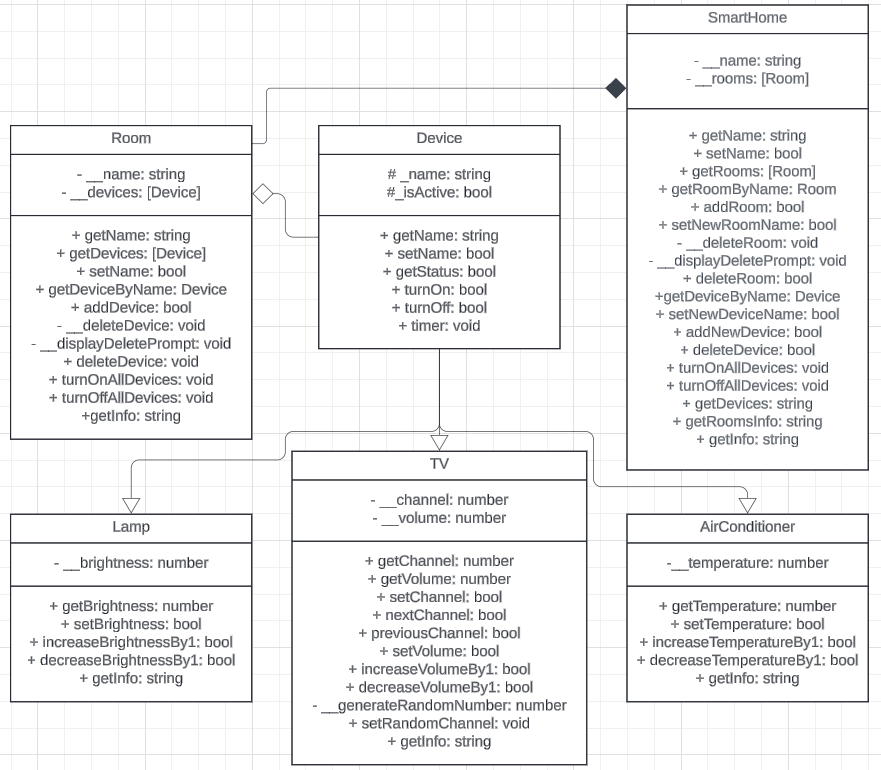 SmartHome
- __name: string
- __rooms: [Room]
+ getName: string
+ setName: bool
+ getRooms: [Room]
+ getRoomByName: Room
+ addRoom: bool
+ setNewRoomName: bool
- __deleteRoom: void
- __displayDeletePrompt: void
+ deleteRoom: bool
+getDeviceByName: Device
+ setNewDeviceName: bool
+ addNewDevice: bool
+ deleteDevice: bool
+ turnOnAllDevices: void
+ turnOffAllDevices: void
+ getDevices: string
+ getRoomsInfo: string
+ getInfo: string
Room
- __name: string
- __devices: [Device]
+ getName: string
+ getDevices: [Device]
+ setName: bool
+ getDeviceByName: Device
+ addDevice: bool
- __deleteDevice: void
- __displayDeletePrompt: void
+ deleteDevice: void
+ turnOnAllDevices: void
+ turnOffAllDevices: void
+getInfo: string
Device
# _name: string
#_isActive: bool
+ getName: string
+ setName: bool
+ getStatus: bool
+ turnOn: bool
+ turnOff: bool
+ timer: void
Lamp
- __brightness: number
+ getBrightness: number
+ setBrightness: bool
+ increaseBrightnessBy1: bool
+ decreaseBrightnessBy1: bool
+ getInfo: string
TV
- __channel: number
- __volume: number
+ getChannel: number
+ getVolume: number
+ setChannel: bool
+ nextChannel: bool
+ previousChannel: bool
+ setVolume: bool
+ increaseVolumeBy1: bool
+ decreaseVolumeBy1: bool
- __generateRandomNumber: number
+ setRandomChannel: void
+ getInfo: string
AirConditioner
-__temperature: number
+ getTemperature: number
+ setTemperature: bool
+ increaseTemperatureBy1: bool
+ decreaseTemperatureBy1: bool
+ getInfo: string